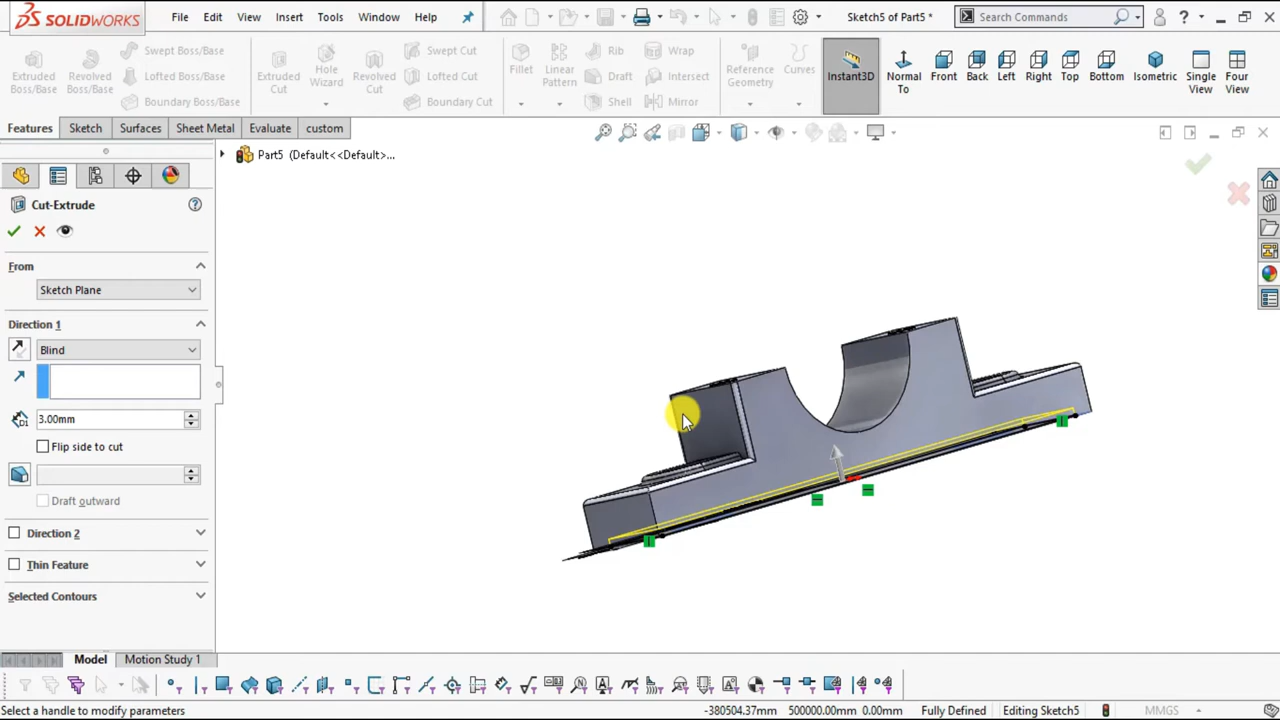 SOLIDWORKS
File Edit View Insert Tools Window Help
Sketch5 of Part5 *
Search Commands
Extruded Boss/Base
Revolved Boss/Base
Swept Boss/Base
Lofted Boss/Base
Boundary Boss/Base
Extruded Cut
Hole Wizard
Revolved Cut
Swept Cut
Lofted Cut
Boundary Cut
Fillet
Linear Pattern
Rib
Draft
Shell
Wrap
Intersect
Mirror
Reference Geometry
Curves
Instant3D
Normal To
Front
Back
Left
Right
Top
Bottom
Isometric
Single View
Four View
Features Sketch Surfaces Sheet Metal Evaluate custom
Part5 (Default<<Default>...
Cut-Extrude
From
Sketch Plane
Direction 1
Blind
3.00mm
Flip side to cut
Draft outward
Direction 2
Thin Feature
Selected Contours
Model Motion Study 1
Select a handle to modify parameters
-380504.37mm 500000.00mm 0.00mm Fully Defined Editing Sketch5 MMGS